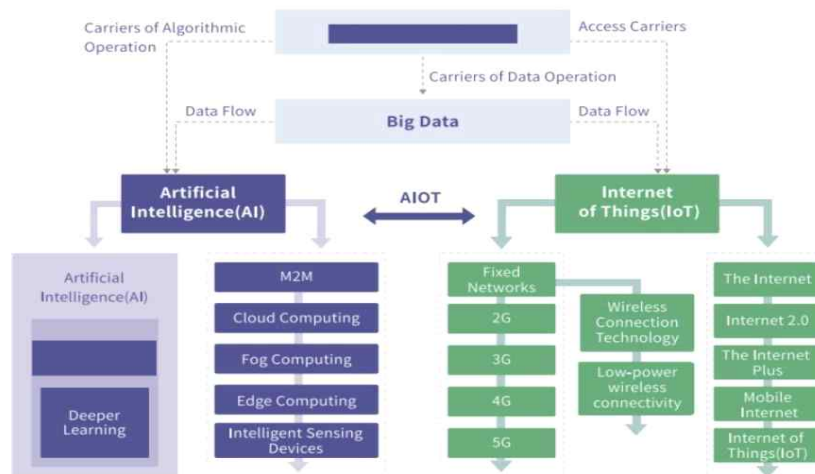 Carriers of Algorithmic
Operation
Access Carriers
Carriers of Data Operation
Data Flow
Big Data
Data Flow
Artificial
Intelligence(AI)
AIOT
Internet
of Things(IoT)
Artificial
Intelligence(AI)
Deeper
Learning
M2M
Cloud Computing
Fog Computing
Edge Computing
Intelligent Sensing
Devices
Fixed
Networks
2G
3G
4G
5G
Wireless
Connection
Technology
Low-power
wireless
connectivity
The Internet
Internet 2.0
The Internet
Plus
Mobile
Internet
Internet of
Things(IoT)